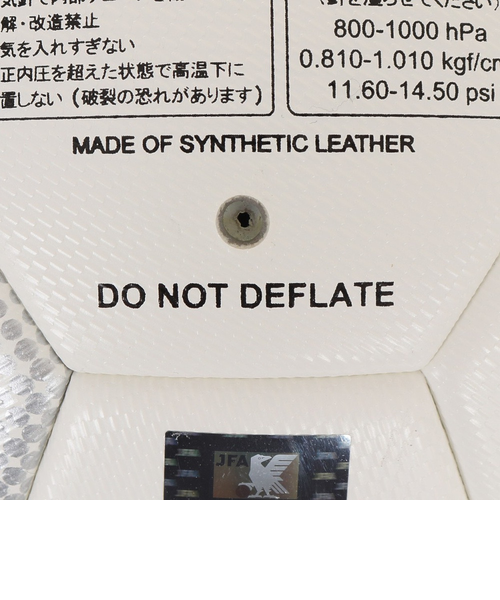 解・改造禁止
気を入れすぎない
正内圧を超えた状態で高温下に
置しない (破裂の恐れがあります)
800-1000 hPa
0.810-1.010 kgf/cm
11.60-14.50 psi
MADE OF SYNTHETIC LEATHER
DO NOT DEFLATE
JFA